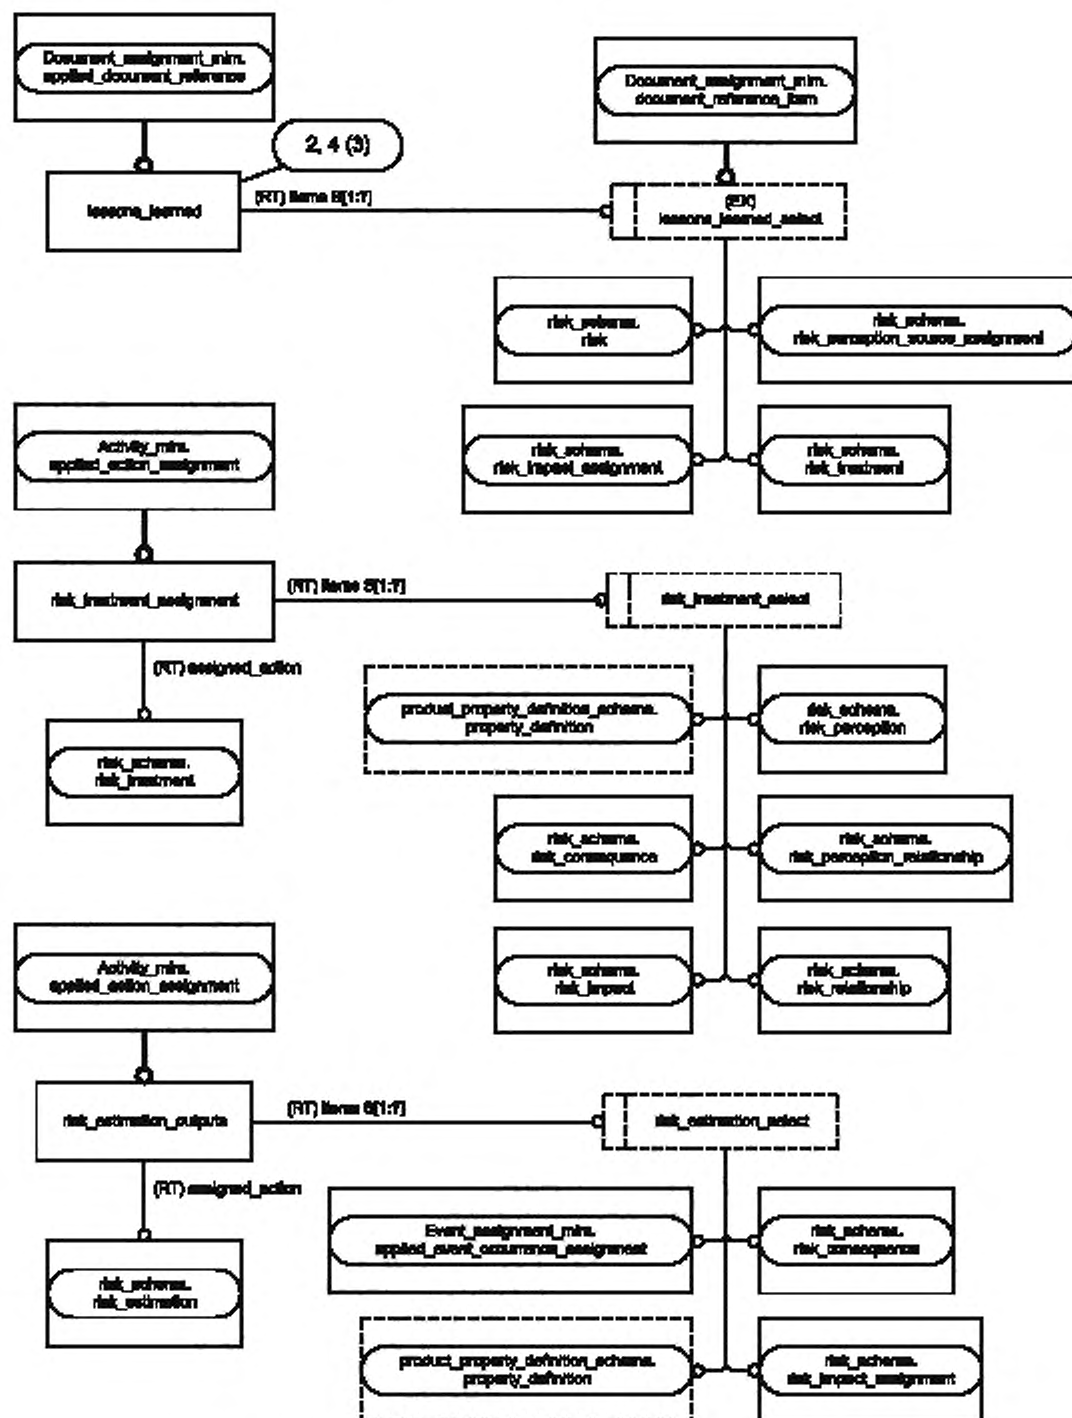 Document_assignment_mim.
applied_document_reference
Document_assignment_mim.
document_reference_item
2, 4 (3)
lessons_learned
(RT) items S[1:?]
(EX)
lessons_learned_select
risk_schema.
risk
risk_schema.
risk_perception_source_assignment
risk_schema.
risk_impact_assignment
risk_schema.
risk_treatment
Activity_mim.
applied_action_assignment
risk_treatment_assignment
(RT) items S[1:?]
risk_treatment_select
(RT) assigned_action
risk_schema.
risk_treatment
product_property_definition_schema.
property_definition
risk_schema.
risk_perception
risk_schema.
risk_consequence
risk_schema.
risk_perception_relationship
risk_schema.
risk_impact
risk_schema.
risk_relationship
Activity_mim.
applied_action_assignment
risk_estimation_outputs
(RT) items S[1:?]
risk_estimation_select
(RT) assigned_action
risk_schema.
risk_estimation
Event_assignment_mim.
applied_event_occurrence_assignment
risk_schema.
risk_consequence
product_property_definition_schema.
property_definition
risk_schema.
risk_impact_assignment